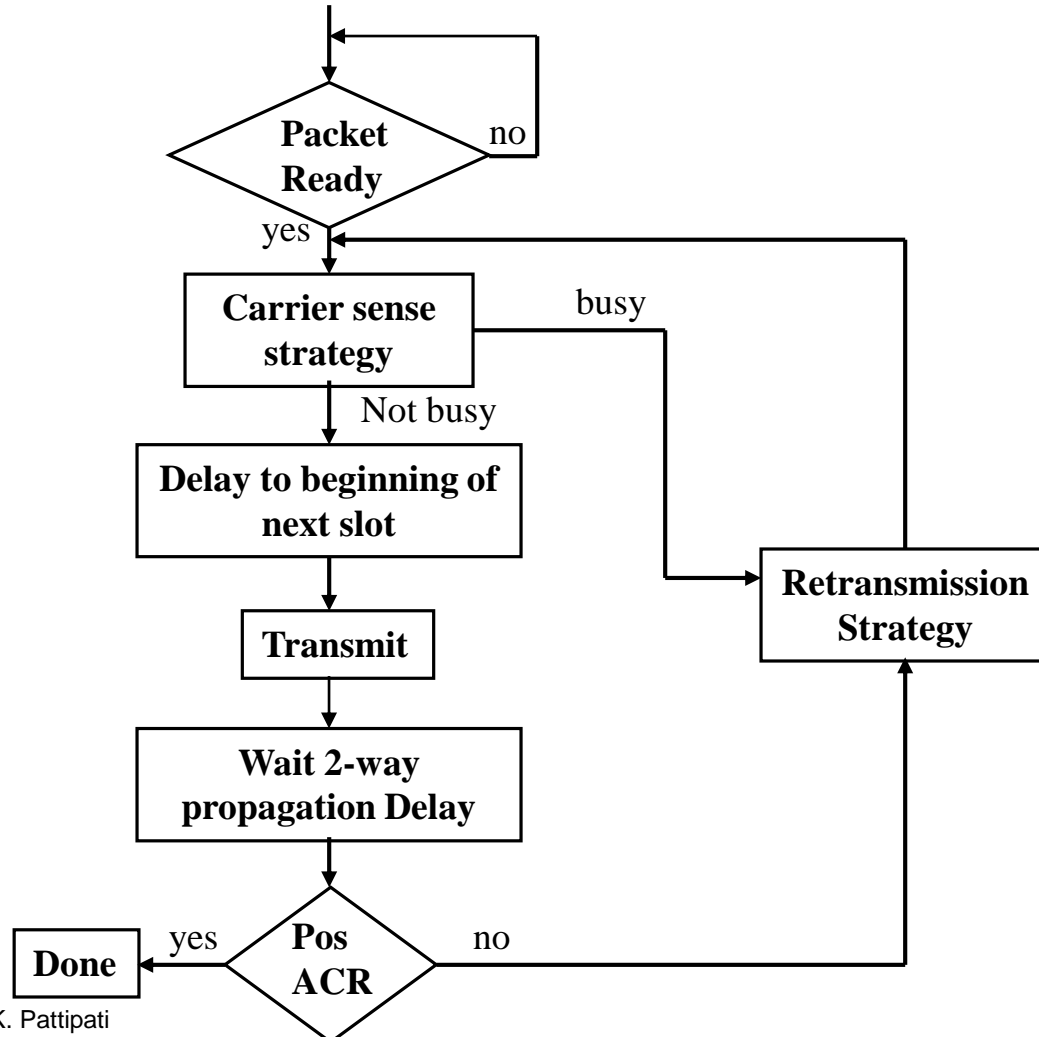 Packet
no
Ready
yes
Carrier sense
strategy
busy
Not busy
Delay to beginning of
next slot
Retransmission
Strategy
Transmit
Wait 2-way
propagation Delay
Pos
ACR
yes
no
Done
K. Pattipati